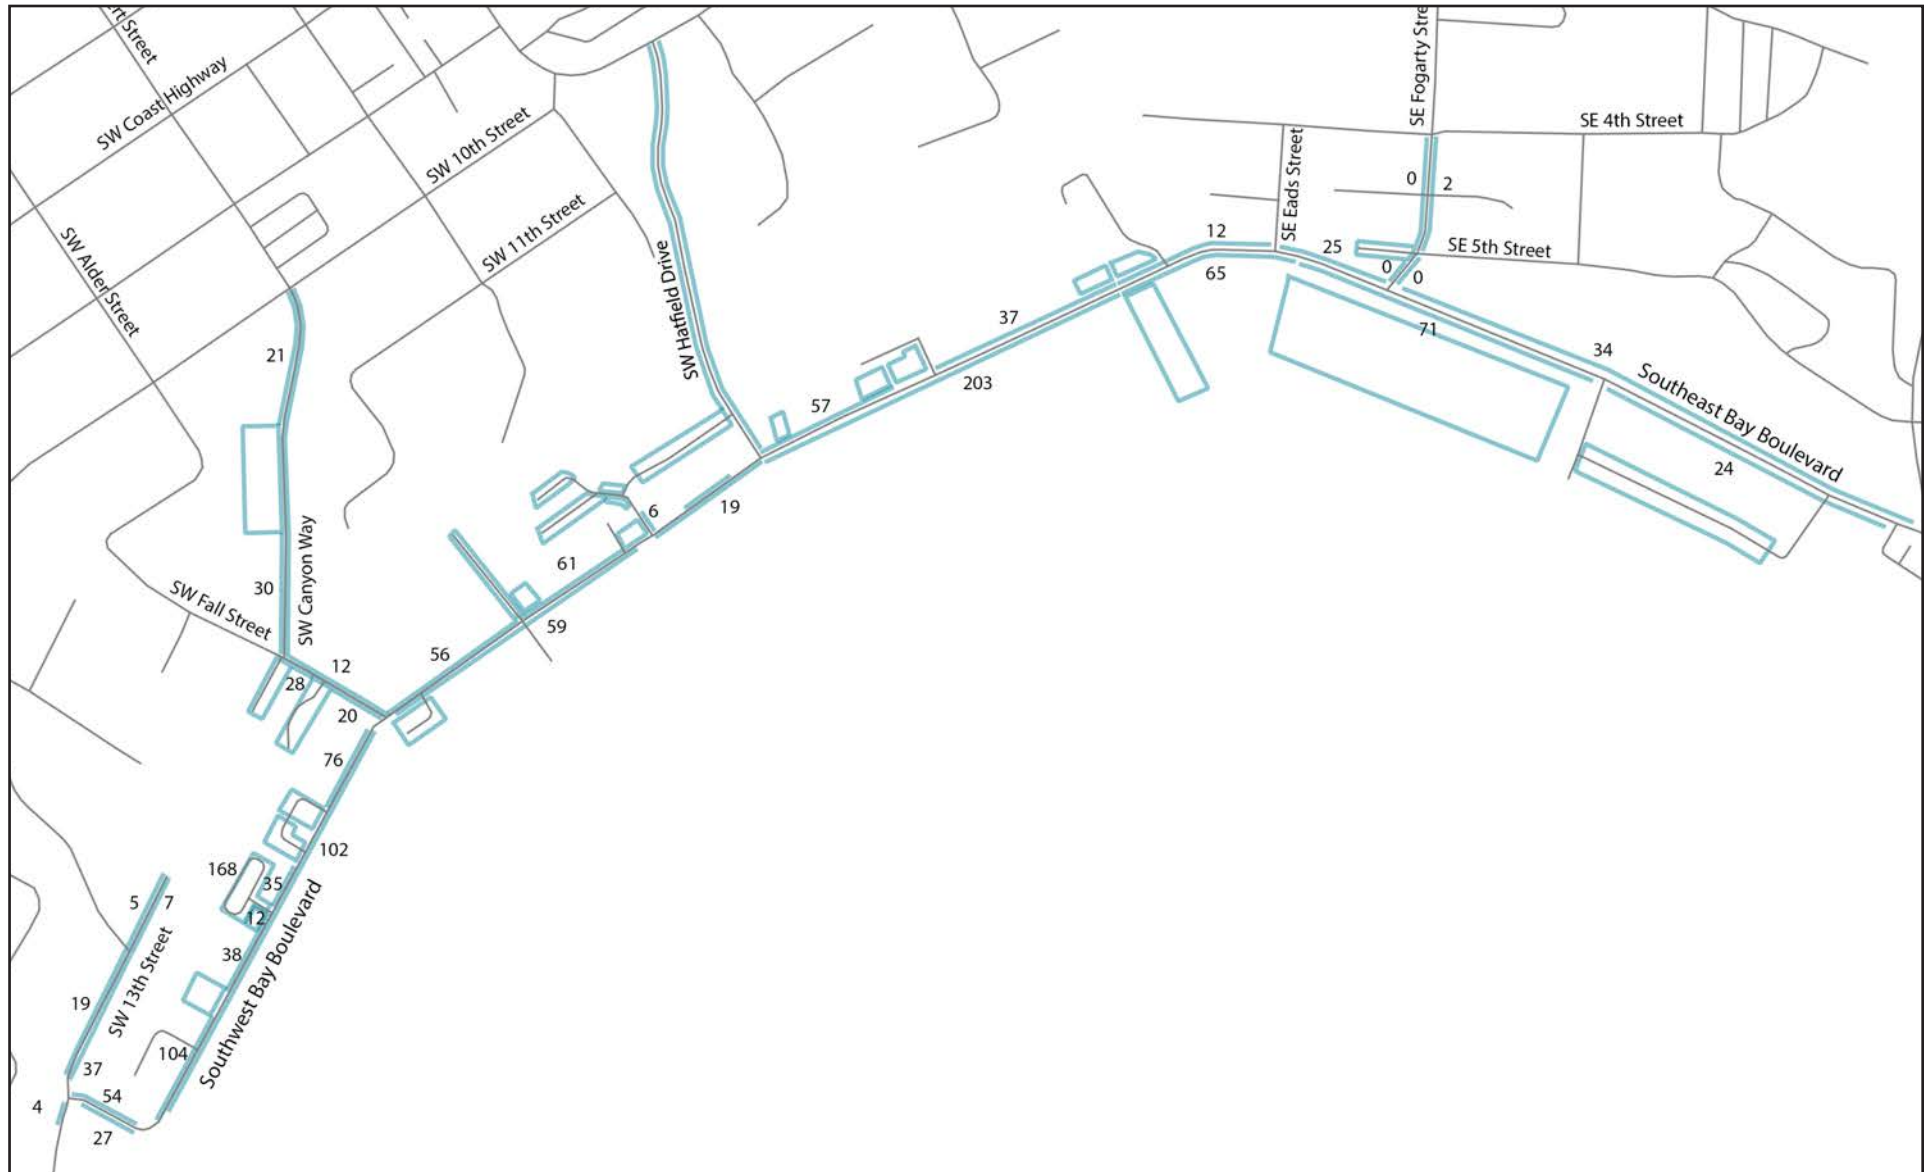 rt Street
SW Coast Highway
SW 10th Street
SW 11th Street
SW Alder Street
SW Hatfield Drive
SE Fogarty Stre
SE 4th Street
SE Eads Street
SE 5th Street
0
2
12
25
0
0
65
37
71
34
203
Southeast Bay Boulevard
24
21
57
6
19
61
30
SW Canyon Way
SW Fall Street
59
56
12
28
20
76
102
168
35
12
5
7
38
SW 13th Street
Southwest Bay Boulevard
19
104
37
54
4
27